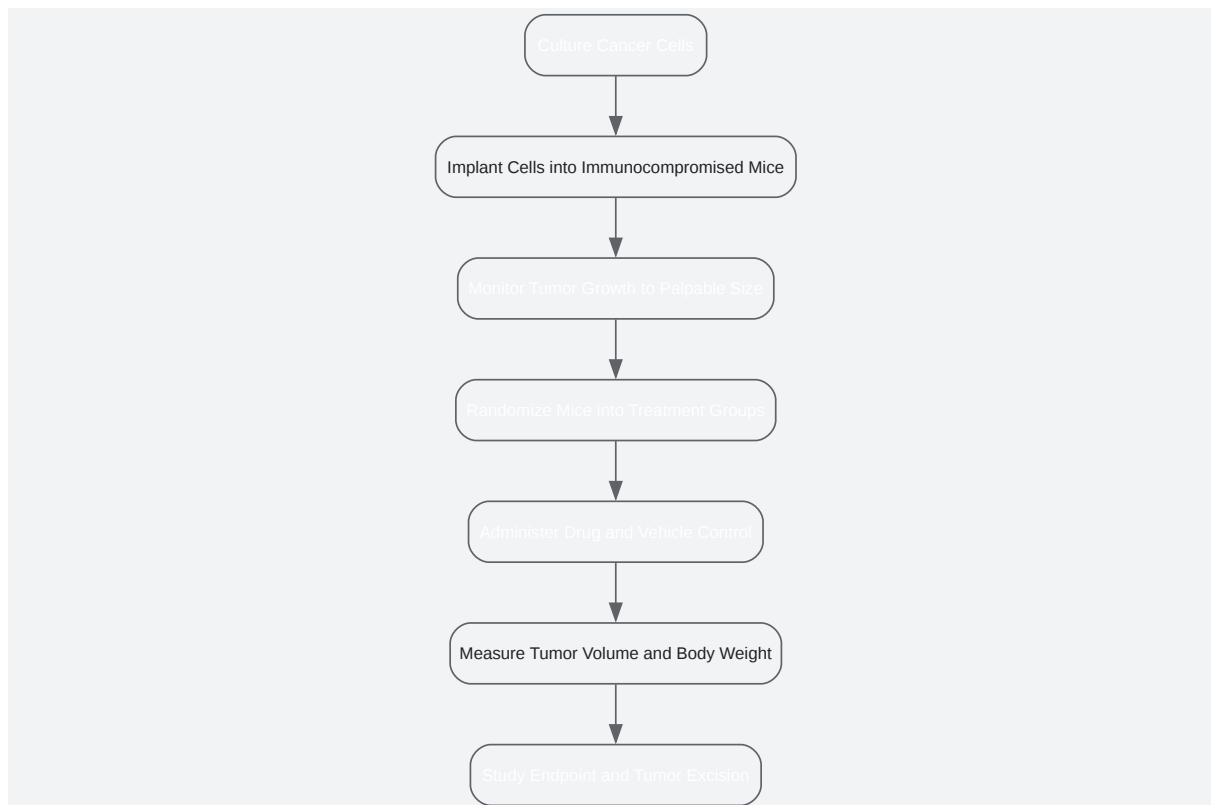 Culture Cancer Cells
Implant Cells into Immunocompromised Mice
Monitor Tumor Growth to Palpable Size
Randomize Mice into Treatment Groups
Administer Drug and Vehicle Control
Measure Tumor Volume and Body Weight
Study Endpoint and Tumor Excision